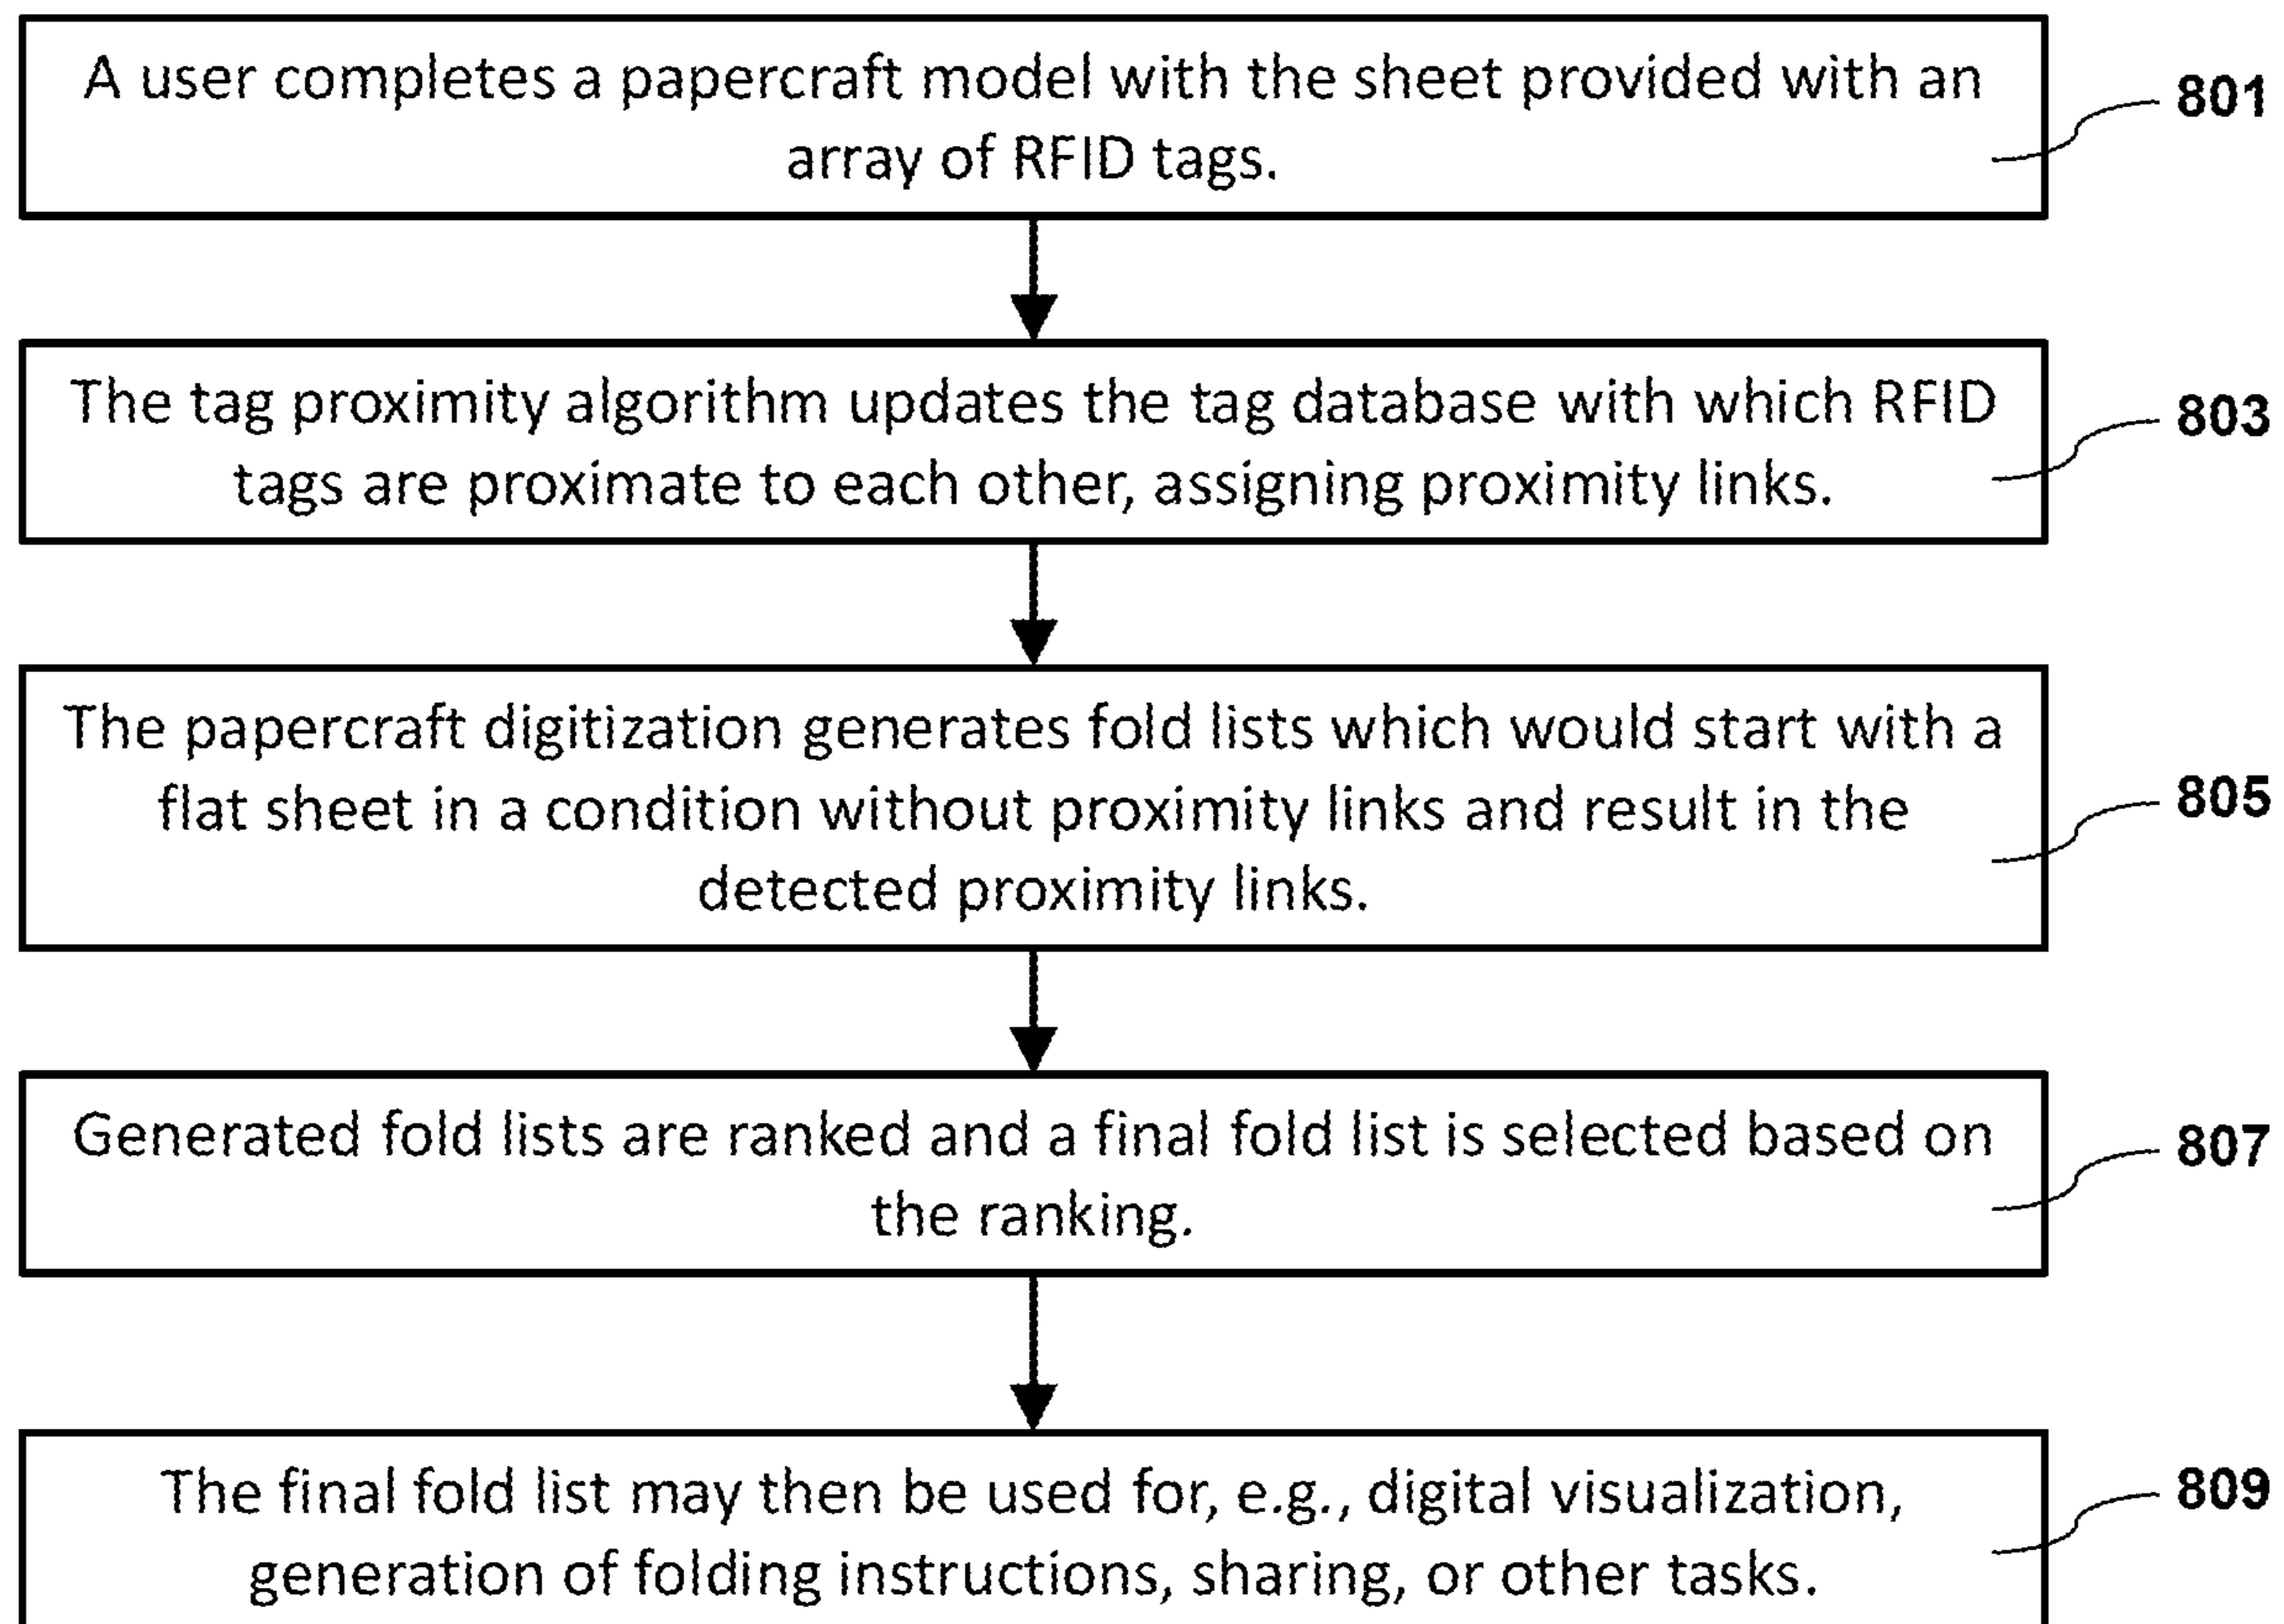 A user completes a papercraft model with the sheet provided with an
array of RFID tags.
801
The tag proximity algorithm updates the tag database with which RFID
tags are proximate to each other, assigning proximity links.
803
The papercraft digitization generates fold lists which would start with a
flat sheet in a condition without proximity links and result in the
detected proximity links.
805
Generated fold lists are ranked and a final fold list is selected based on
the ranking.
807
The final fold list may then be used for, e.g., digital visualization,
generation of folding instructions, sharing, or other tasks.
809